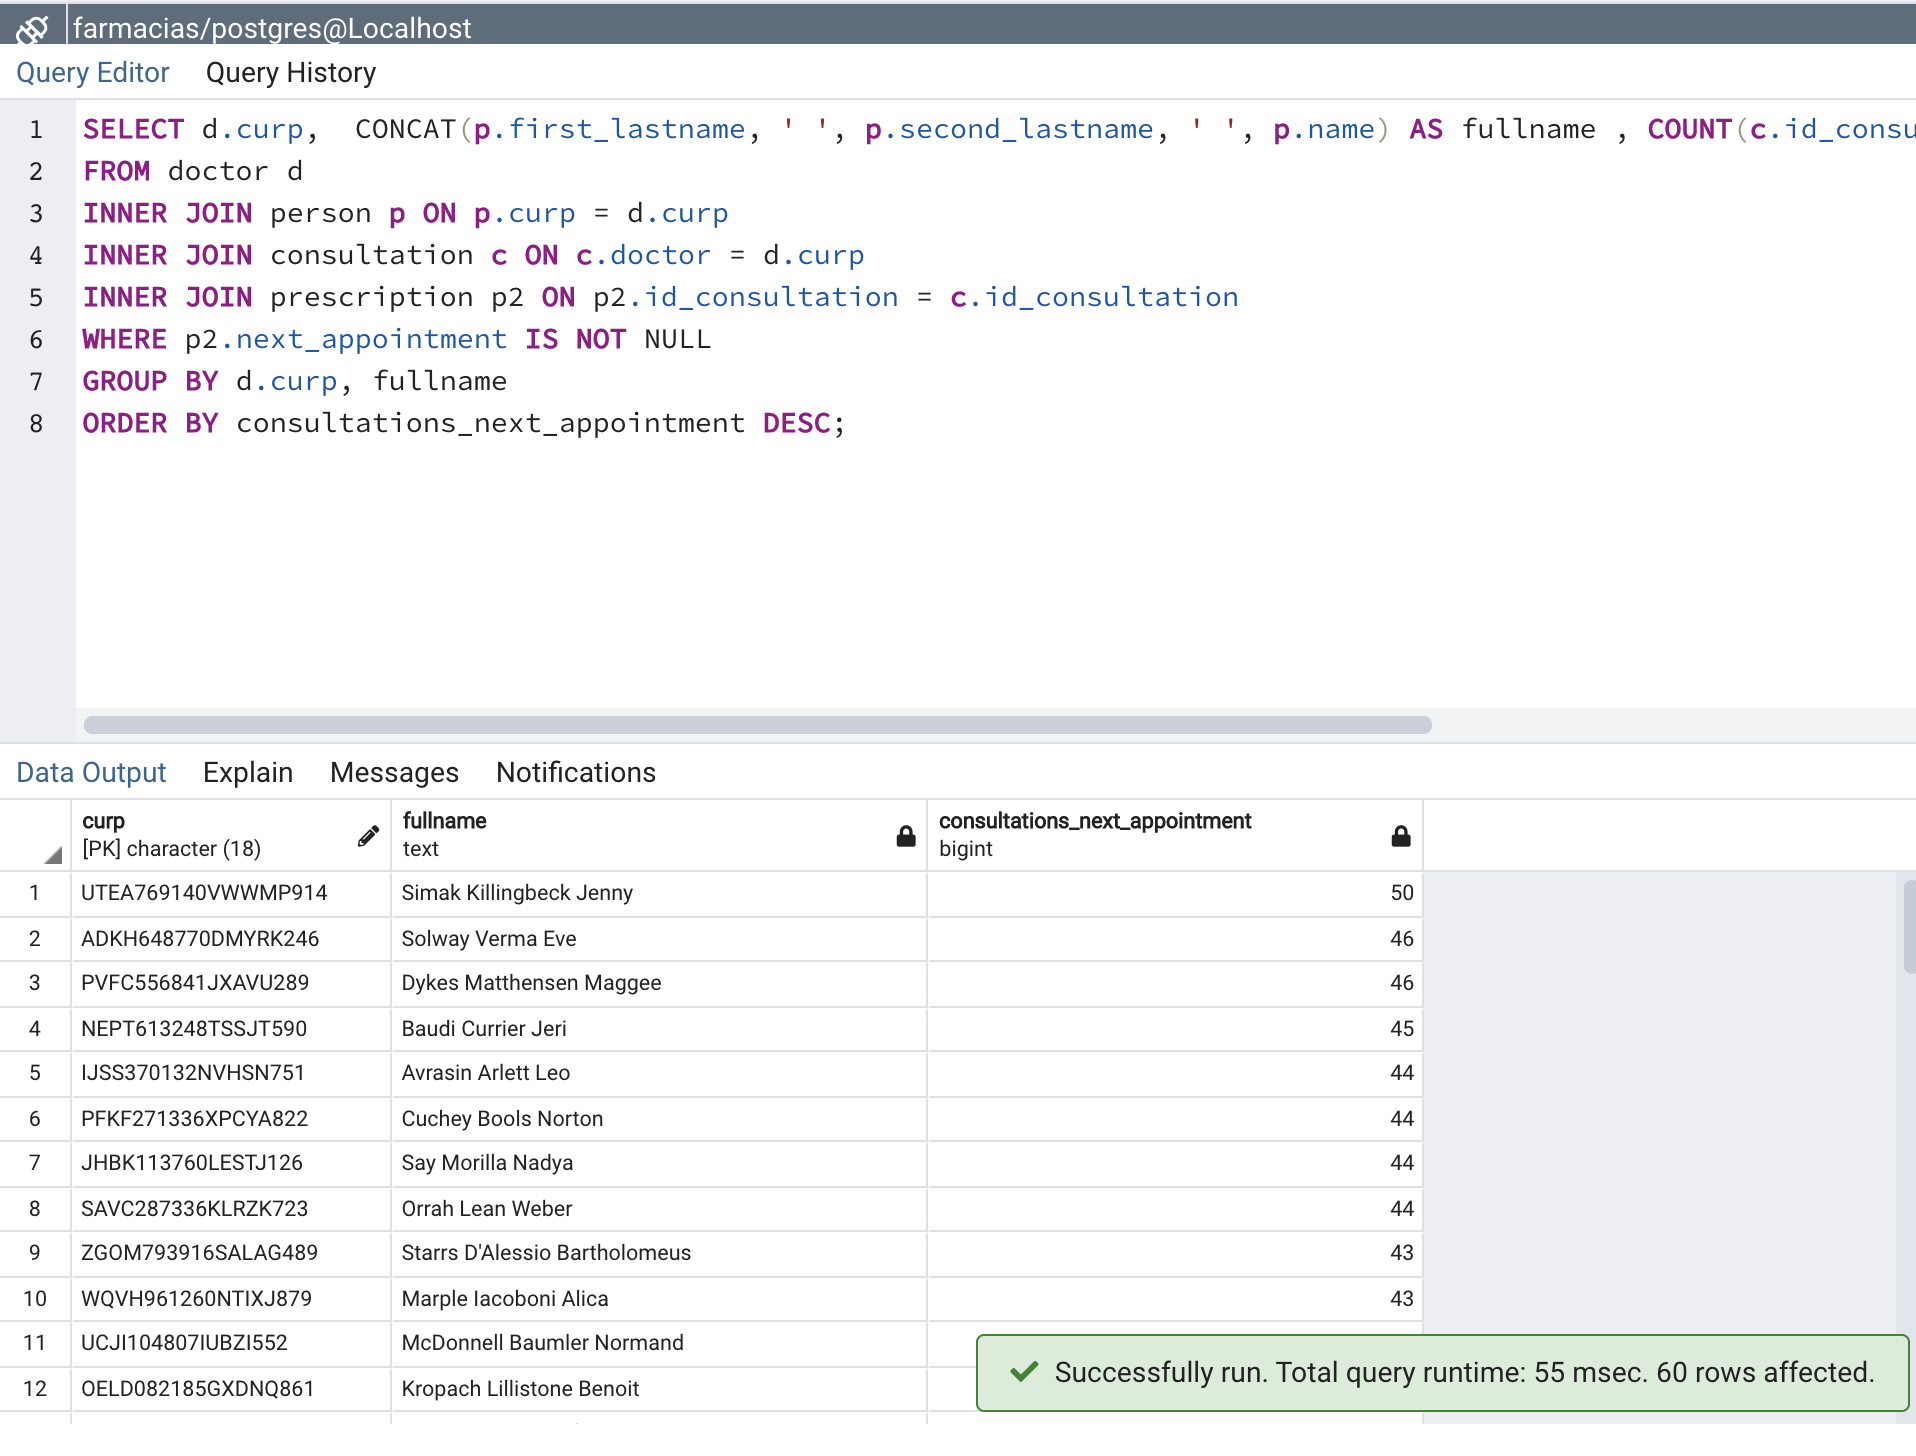 farmacias/postgres@Localhost
Query Editor Query History
1 SELECT d.curp,  CONCAT(p.first_lastname, ' ', p.second_lastname, ' ', p.name) AS fullname , COUNT(c.id_consu
2 FROM doctor d
3 INNER JOIN person p ON p.curp = d.curp
4 INNER JOIN consultation c ON c.doctor = d.curp
5 INNER JOIN prescription p2 ON p2.id_consultation = c.id_consultation
6 WHERE p2.next_appointment IS NOT NULL
7 GROUP BY d.curp, fullname
8 ORDER BY consultations_next_appointment DESC;
Data Output Explain Messages Notifications
curp fullname consultations_next_appointment
[PK] character (18) text bigint
1 UTEA769140VWWMP914 Simak Killingbeck Jenny 50
2 ADKH648770DMYRK246 Solway Verma Eve 46
3 PVFC556841JXAVU289 Dykes Matthensen Maggee 46
4 NEPT613248TSSJT590 Baudi Currier Jeri 45
5 IJSS370132NVHSN751 Avrasin Arlett Leo 44
6 PFKF271336XPCYA822 Cuchey Bools Norton 44
7 JHBK113760LESTJ126 Say Morilla Nadya 44
8 SAVC287336KLRZK723 Orrah Lean Weber 44
9 ZGOM793916SALAG489 Starrs D'Alessio Bartholomeus 43
10 WQVH961260NTIXJ879 Marple Iacoboni Alica 43
11 UCJI104807IUBZI552 McDonnell Baumler Normand
12 OELD082185GXDNQ861 Kropach Lillistone Benoit
Successfully run. Total query runtime: 55 msec. 60 rows affected.